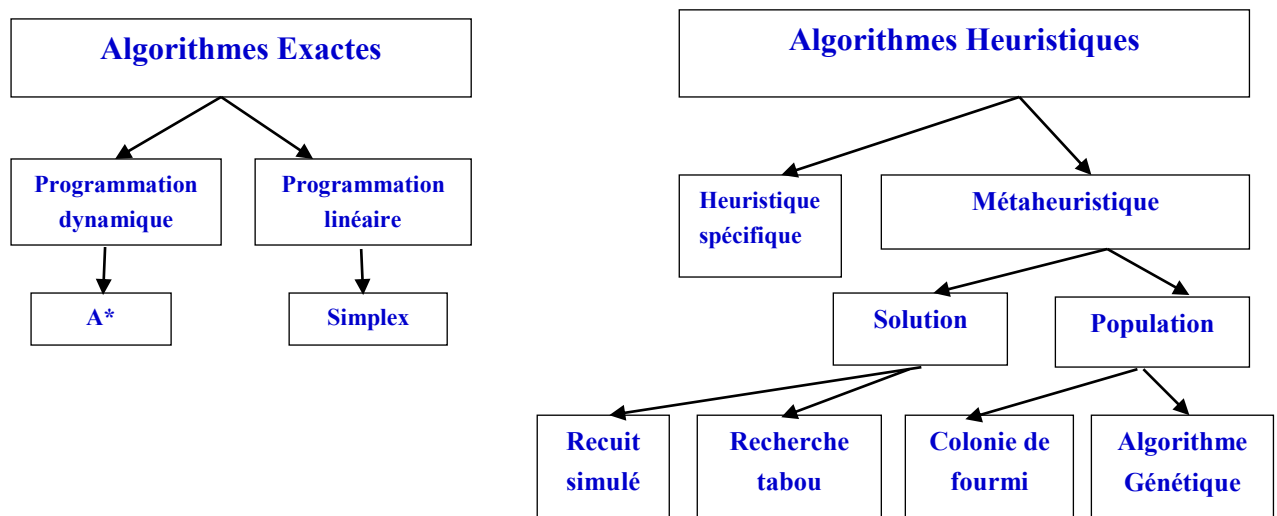 Algorithmes Exactes
Algorithmes Heuristiques
Programmation
dynamique
Programmation
linéaire
Heuristique
spécifique
Métaheuristique
A*
Simplex
Solution
Population
Recuit
simulé
Recherche
tabou
Colonie de
fourmi
Algorithme
Génétique